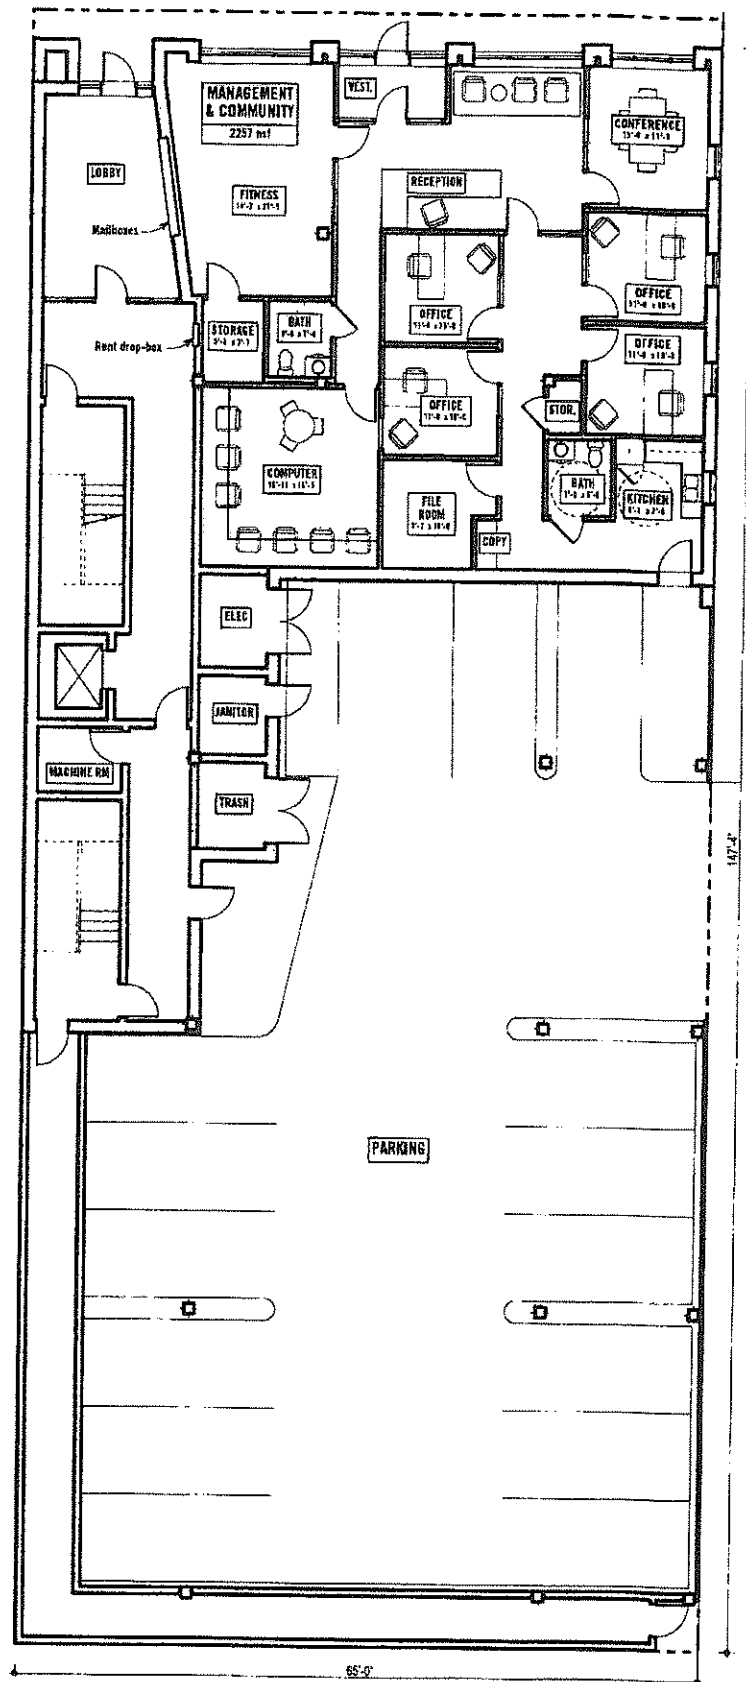 VEST.
MANAGEMENT
& COMMUNITY
2257 nsf
CONFERENCE
LOBBY
RECEPTION
FITNESS
Mailboxes
OFFICE
OFFICE
STORAGE
BATH
Rent drop-box
OFFICE
OFFICE
STOR.
COMPUTER
BATH
KITCHEN
FILE
ROOM
COPY
ELEC
JANITOR
MACHINE RM
TRASH
147'-4"
PARKING
65'-0"